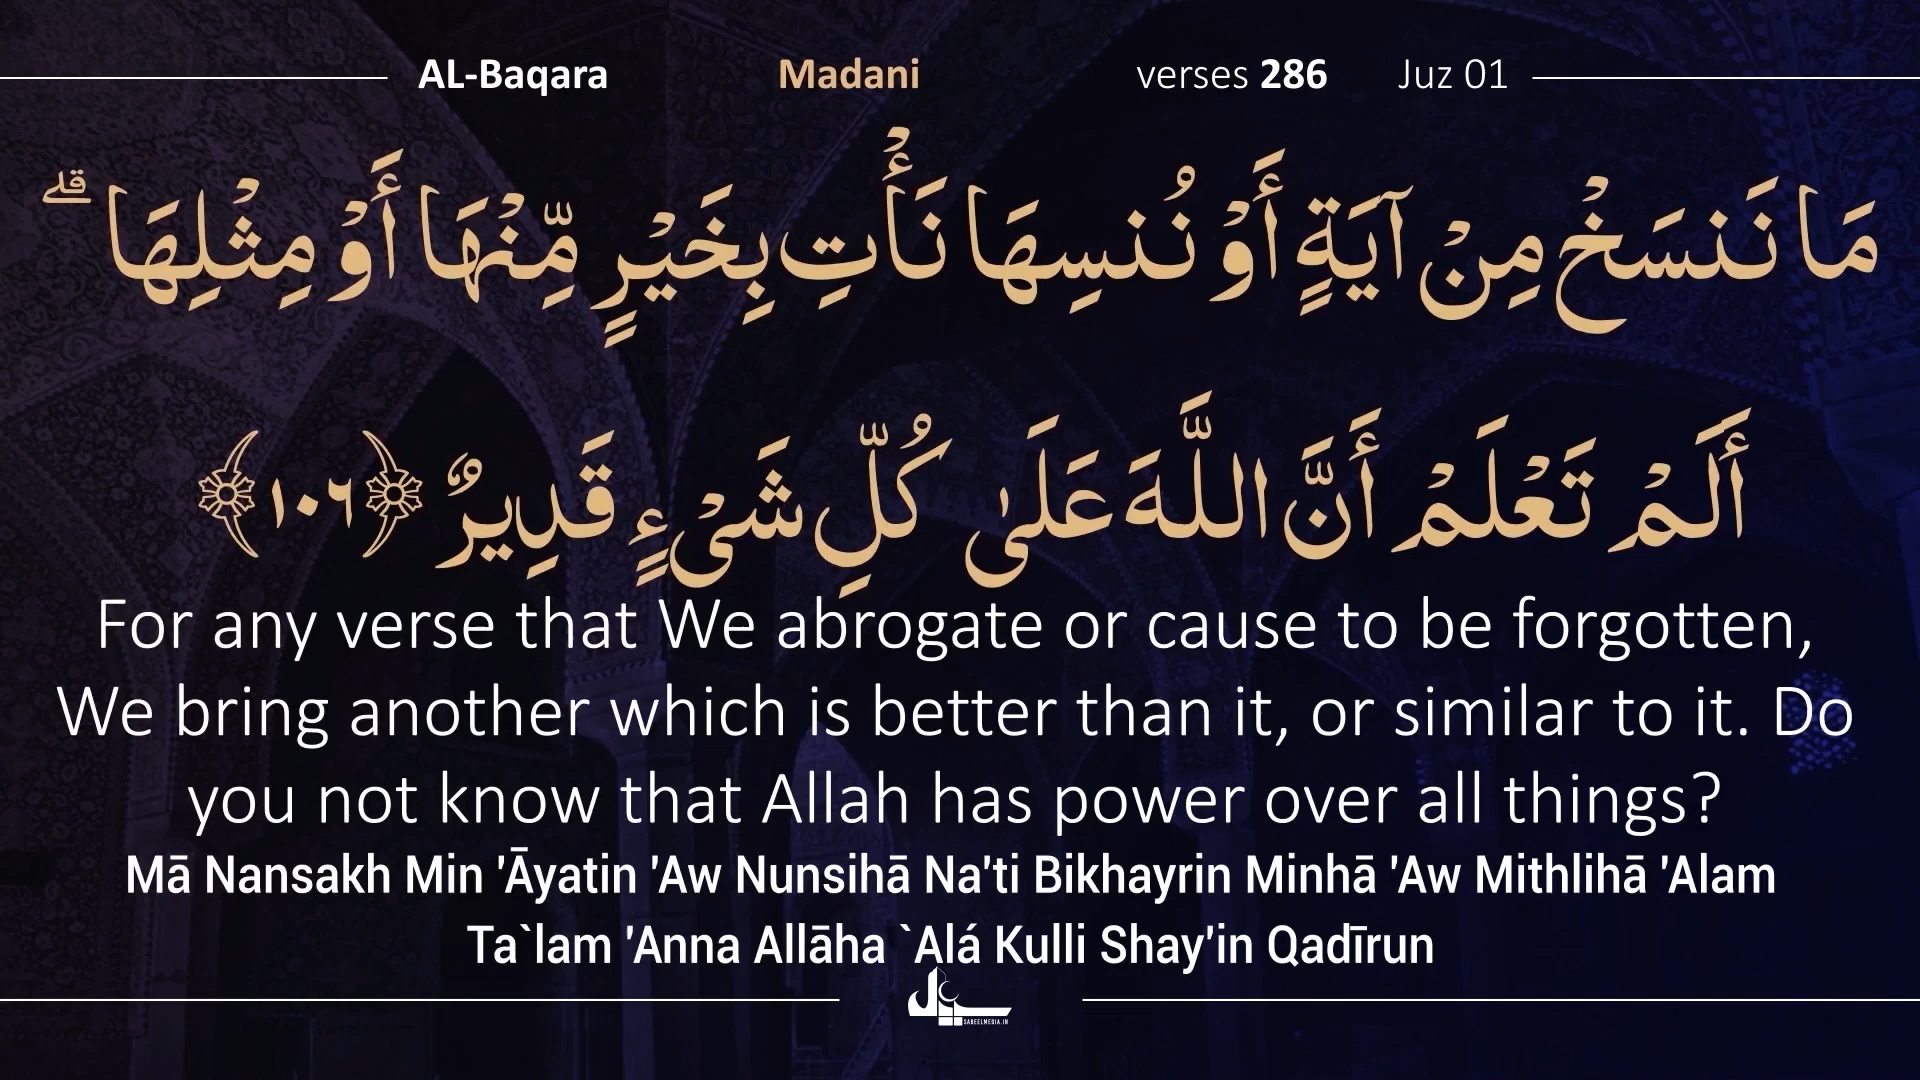 AL-Baqara Madani verses 286 Juz 01
مَا نَنسَخْ مِنْ آيَةٍ أَوْ نُنسِهَا نَأْتِ بِخَيْرٍ مِّنْهَا أَوْ مِثْلِهَا ۗ
أَلَمْ تَعْلَمْ أَنَّ اللَّهَ عَلَىٰ كُلِّ شَيْءٍ قَدِيرٌ ﴿١٠٦﴾
For any verse that We abrogate or cause to be forgotten,
We bring another which is better than it, or similar to it. Do
you not know that Allah has power over all things?
Mā Nansakh Min 'Āyatin 'Aw Nunsihā Na'ti Bikhayrin Minhā 'Aw Mithlihā 'Alam
Ta`lam 'Anna Allāha `Alá Kulli Shay'in Qadīrun
SABEELMEDIA.IN